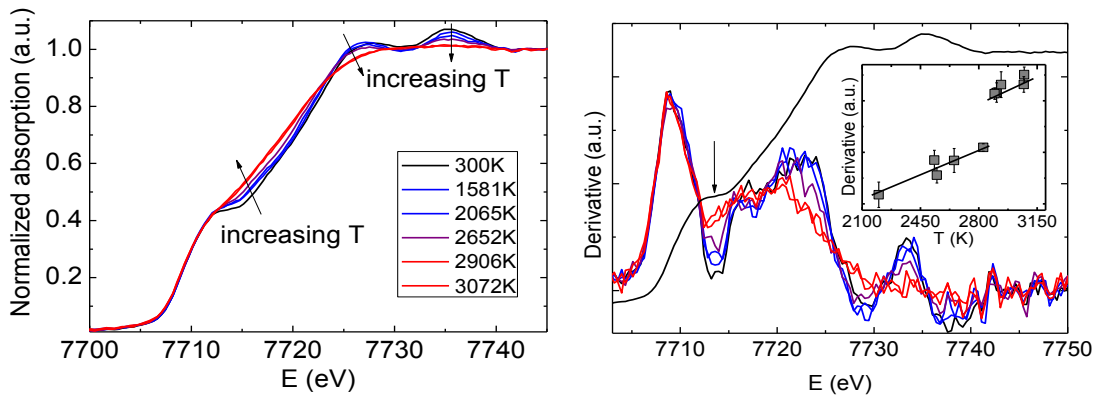 Normalized absorption (a.u.)
1.0
0.8
0.6
0.4
0.2
increasing T
increasing T
300K
1581K
2065K
2652K
2906K
3072K
7700 7710 7720 7730 7740
E (eV)
Derivative (a.u.)
Derivative (a.u.)
2100 2450 2800 3150
T (K)
7710 7720 7730 7740 7750
E (eV)